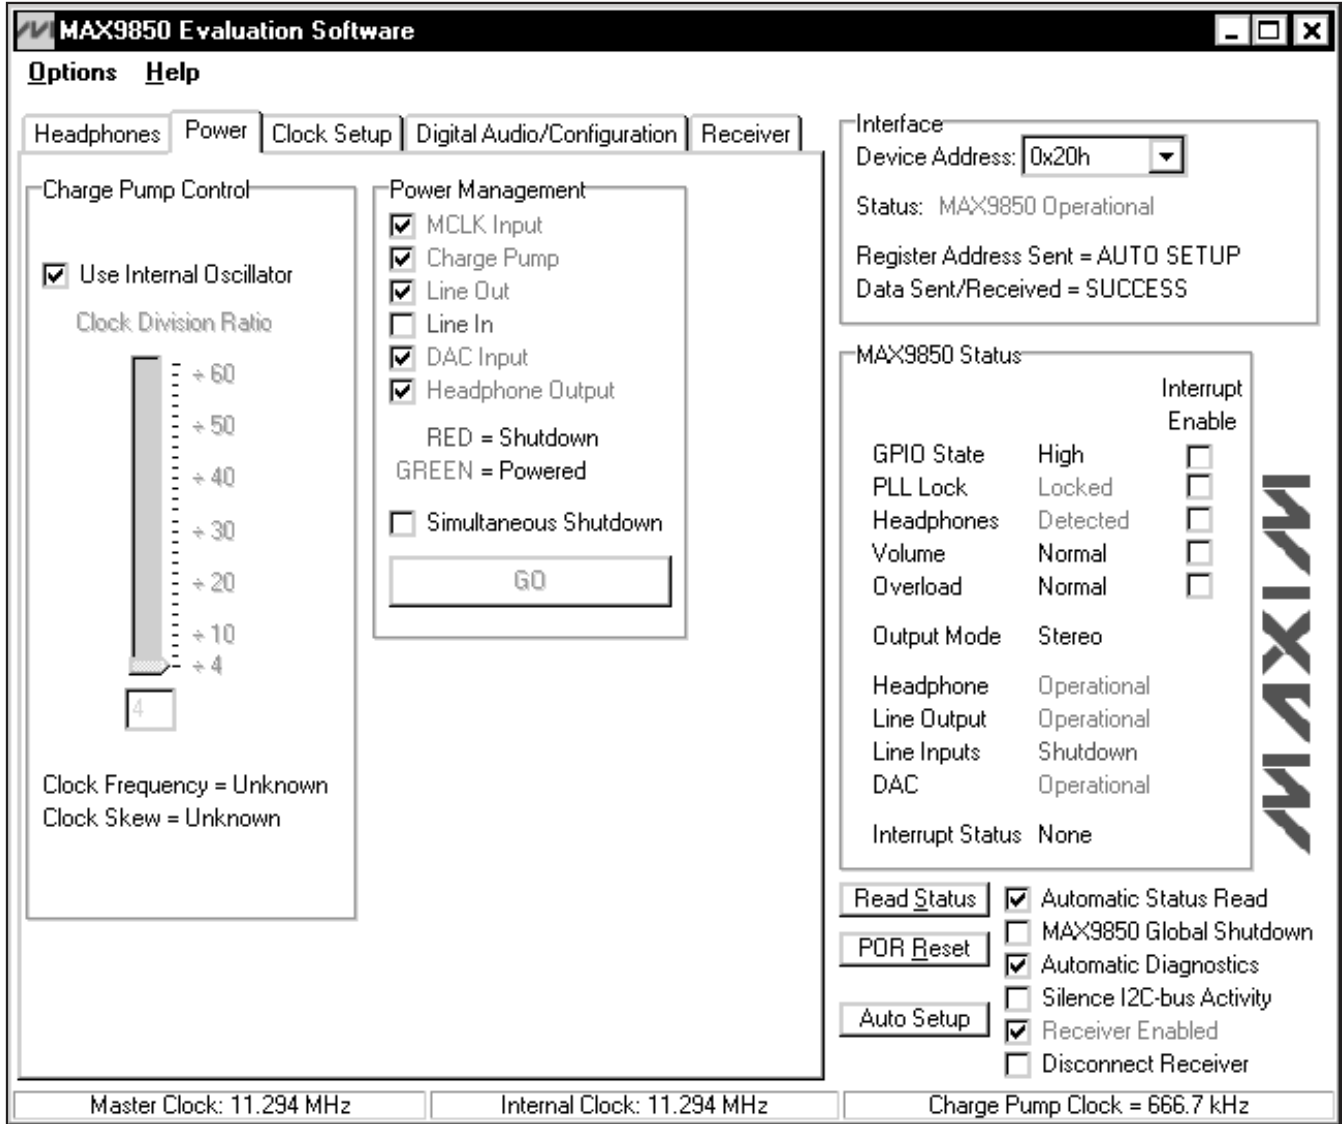 MAX9850 Evaluation Software
Options Help
Headphones Power Clock Setup Digital Audio/Configuration Receiver
Charge Pump Control
Use Internal Oscillator
Clock Division Ratio
÷ 60
÷ 50
÷ 40
÷ 30
÷ 20
÷ 10
÷ 4
4
Clock Frequency = Unknown
Clock Skew = Unknown
Power Management
MCLK Input
Charge Pump
Line Out
Line In
DAC Input
Headphone Output
RED = Shutdown
GREEN = Powered
Simultaneous Shutdown
GO
Interface
Device Address: 0x20h
Status: MAX9850 Operational
Register Address Sent = AUTO SETUP
Data Sent/Received = SUCCESS
MAX9850 Status
Interrupt
Enable
GPIO State High
PLL Lock Locked
Headphones Detected
Volume Normal
Overload Normal
Output Mode Stereo
Headphone Operational
Line Output Operational
Line Inputs Shutdown
DAC Operational
Interrupt Status None
MAXIM
Read Status Automatic Status Read
MAX9850 Global Shutdown
POR Reset Automatic Diagnostics
Silence I2C-bus Activity
Auto Setup Receiver Enabled
Disconnect Receiver
Master Clock: 11.294 MHz Internal Clock: 11.294 MHz Charge Pump Clock = 666.7 kHz